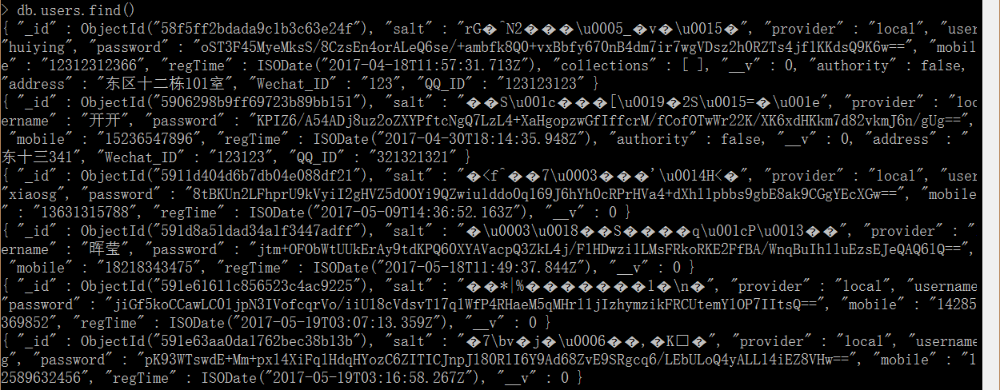 > db.users.find()
{ "_id" : ObjectId("58f5ff2bdada9c1b3c63e24f"), "salt" : "rG�^N2���\u0005_�v�\u0015�", "provider" : "local", "user
"huiying", "password" : "oST3F45MyeMksS/8CzsEn4orALeQ6se/+ambfk8Q0+vxBbfy670nB4dm7ir7wgVDsz2h0RZTs4jf1KKdsQ9K6w==", "mobil
e" : "12312312366", "regTime" : ISODate("2017-04-18T11:57:31.713Z"), "collections" : [ ], "__v" : 0, "authority" : false,
"address" : "东区十二栋101室", "Wechat_ID" : "123", "QQ_ID" : "123123123" }
{ "_id" : ObjectId("5906298b9ff69723b89bb151"), "salt" : "��S\u001c���[\u0019�2S\u0015=�\u001e", "provider" : "loc
ername" : "开开", "password" : "KPIZ6/A54ADj8uz2oZXYPftcNgQ7LzL4+XaHgopzwGfIffcrM/fCofOTwWr22K/XK6xdHKkm7d82vkmJ6n/gUg==",
"mobile" : "15236547896", "regTime" : ISODate("2017-04-30T18:14:35.948Z"), "authority" : false, "__v" : 0, "address" : "
东十三341", "Wechat_ID" : "123123", "QQ_ID" : "321321321" }
{ "_id" : ObjectId("5911d404d6b7db04e088df21"), "salt" : "�<f^��7\u0003���'\u0014H<�", "provider" : "local", "user
"xiaosg", "password" : "8tBKUn2LFhprU9kVyiI2gHVZ5dOOYi9QZwiulddo0ql69J6hYh0cRPrHVa4+dXhl1pbbs9gbE8ak9CGgYEcXGw==", "mobile
" : "13631315788", "regTime" : ISODate("2017-05-09T14:36:52.163Z"), "__v" : 0 }
{ "_id" : ObjectId("591d8a51dad34a1f3447adff"), "salt" : "�\u0003\u0018��S����q\u001cP\u0013��", "provider" : "
ername" : "晖莹", "password" : "jtm+OFObWtUUkErAy9tdKPQ60XYAVacpQ3ZkL4j/F1HDwzi1LMsFRkoRKE2FfBA/WnqBuIhl1uEzsEJeQAQ61Q==",
"mobile" : "18218343475", "regTime" : ISODate("2017-05-18T11:49:37.844Z"), "__v" : 0 }
{ "_id" : ObjectId("591e61611c856523c4ac9225"), "salt" : "��*|%�������1�\n�", "provider" : "local", "username
"password" : "jiGf5koCCawLC01jpN3IVofcqrVo/iiU18cVdsvT17q1WfP4RHaeM5qMHrl1jIzhymzikFRCUtemYlOP7IItsQ==", "mobile" : "14285
369852", "regTime" : ISODate("2017-05-19T03:07:13.359Z"), "__v" : 0 }
{ "_id" : ObjectId("591e63aa0da1762bec38b13b"), "salt" : "�7\bv�j�\u0006��,�K□�", "provider" : "local", "usernam
g", "password" : "pK93WTswdE+Mm+px14XiFqlHdqHYozC6ZITICJnpJ180RlI6Y9Ad68ZvE9SRgcq6/LEbULoQ4yALL14iEZ8VHw==", "mobile" : "1
2589632456", "regTime" : ISODate("2017-05-19T03:16:58.267Z"), "__v" : 0 }